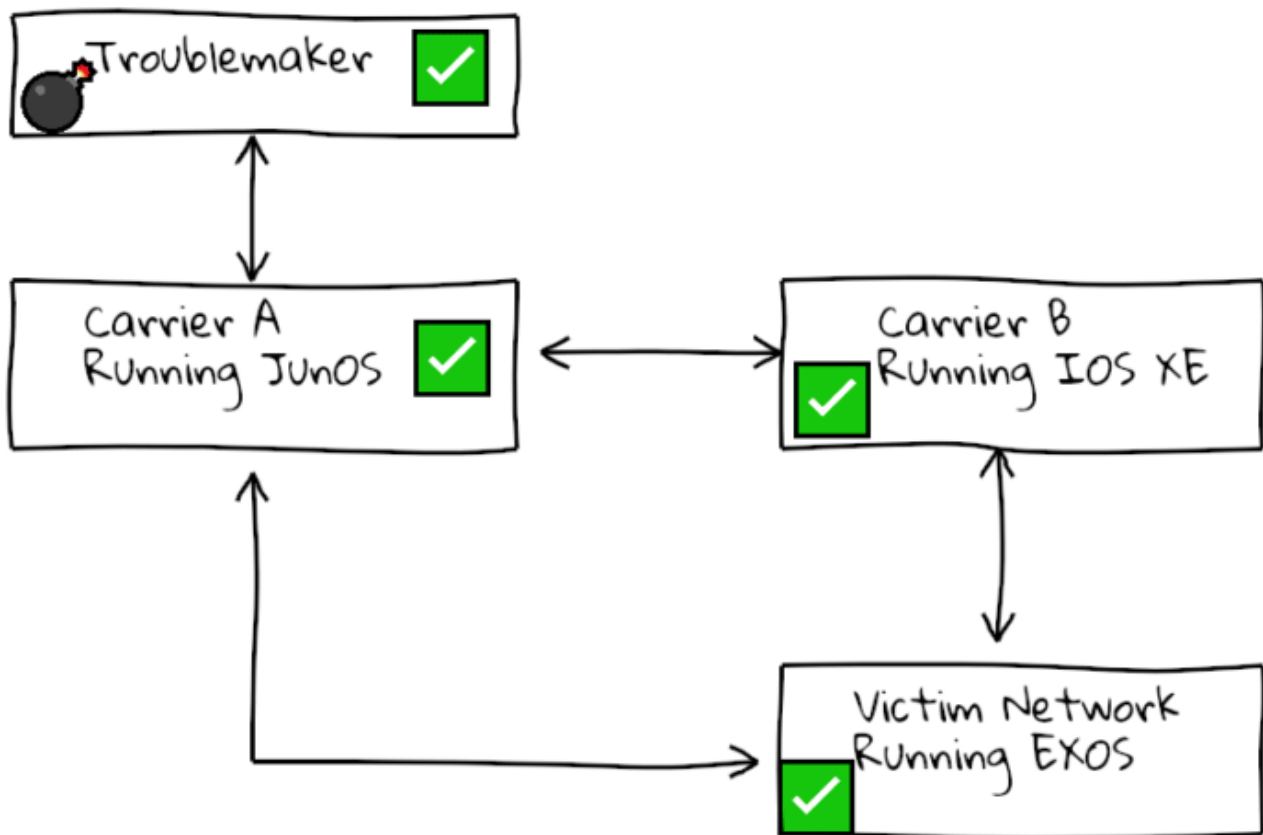 Troublemaker
Carrier A
Running JunOS
Carrier B
Running IOS XE
Victim Network
Running EXOS